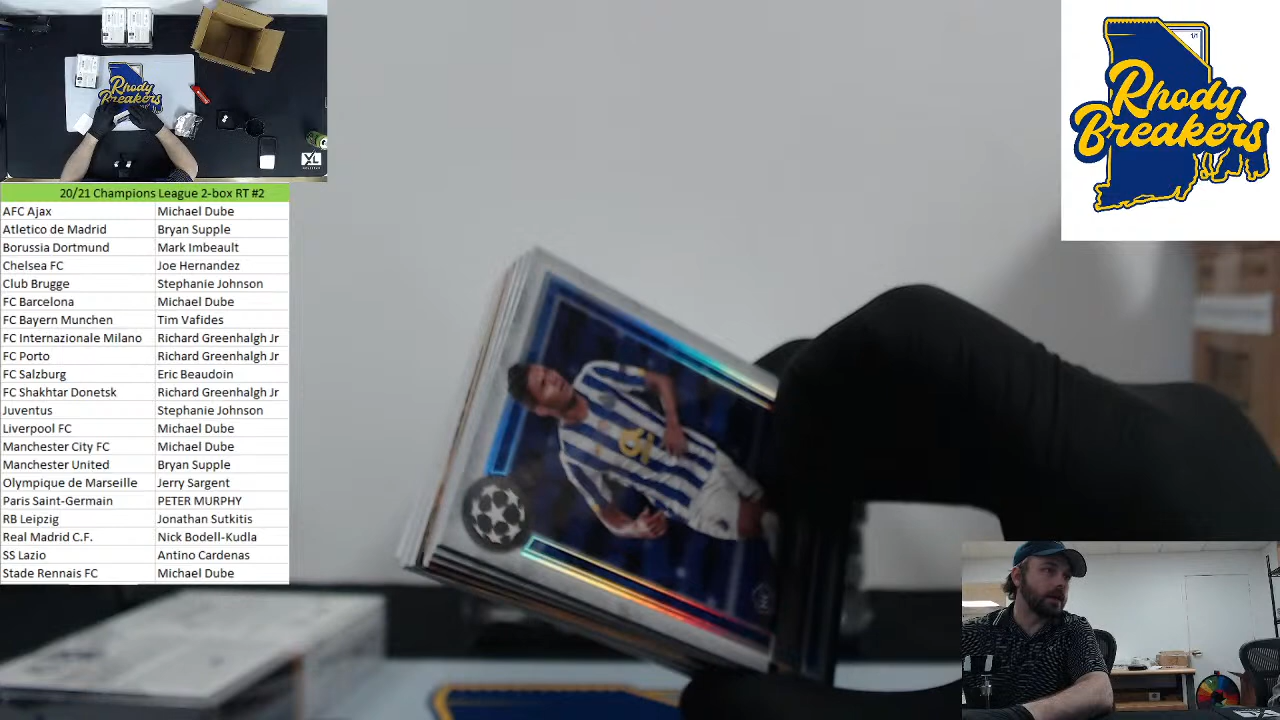 Rhody
Breakers
XL
20/21 Champions League 2-box RT #2
AFC Ajax Michael Dube
Atletico de Madrid Bryan Supple
Borussia Dortmund Mark Imbeault
Chelsea FC Joe Hernandez
Club Brugge Stephanie Johnson
FC Barcelona Michael Dube
FC Bayern Munchen Tim Vafides
FC Internazionale Milano Richard Greenhalgh Jr
FC Porto Richard Greenhalgh Jr
FC Salzburg Eric Beaudoin
FC Shakhtar Donetsk Richard Greenhalgh Jr
Juventus Stephanie Johnson
Liverpool FC Michael Dube
Manchester City FC Michael Dube
Manchester United Bryan Supple
Olympique de Marseille Jerry Sargent
Paris Saint-Germain PETER MURPHY
RB Leipzig Jonathan Sutkitis
Real Madrid C.F. Nick Bodell-Kudla
SS Lazio Antino Cardenas
Stade Rennais FC Michael Dube
1/1
Rhody
Breakers